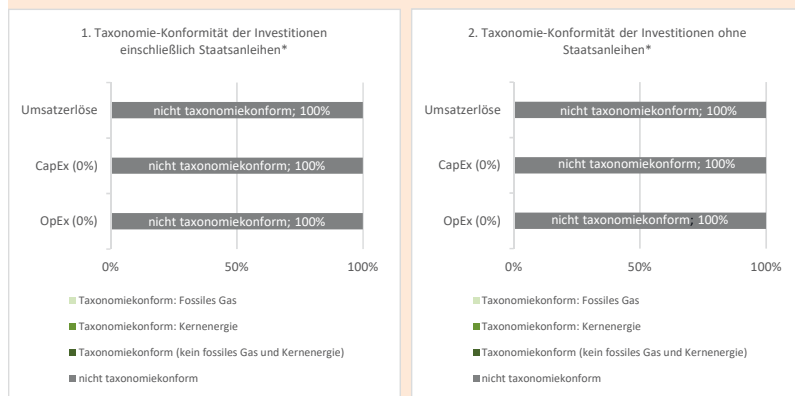 1. Taxonomie-Konformität der Investitionen
einschließlich Staatsanleihen*
Umsatzerlöse
nicht taxonomiekonform; 100%
CapEx (0%)
nicht taxonomiekonform; 100%
OpEx (0%)
nicht taxonomiekonform; 100%
0%
50%
100%
Taxonomiekonform: Fossiles Gas
Taxonomiekonform: Kernenergie
Taxonomiekonform (kein fossiles Gas und Kernenergie)
nicht taxonomiekonform
2. Taxonomie-Konformität der Investitionen ohne
Staatsanleihen*
Umsatzerlöse
nicht taxonomiekonform; 100%
CapEx (0%)
nicht taxonomiekonform; 100%
OpEx (0%)
nicht taxonomiekonform; 100%
0%
50%
100%
Taxonomiekonform: Fossiles Gas
Taxonomiekonform: Kernenergie
Taxonomiekonform (kein fossiles Gas und Kernenergie)
nicht taxonomiekonform